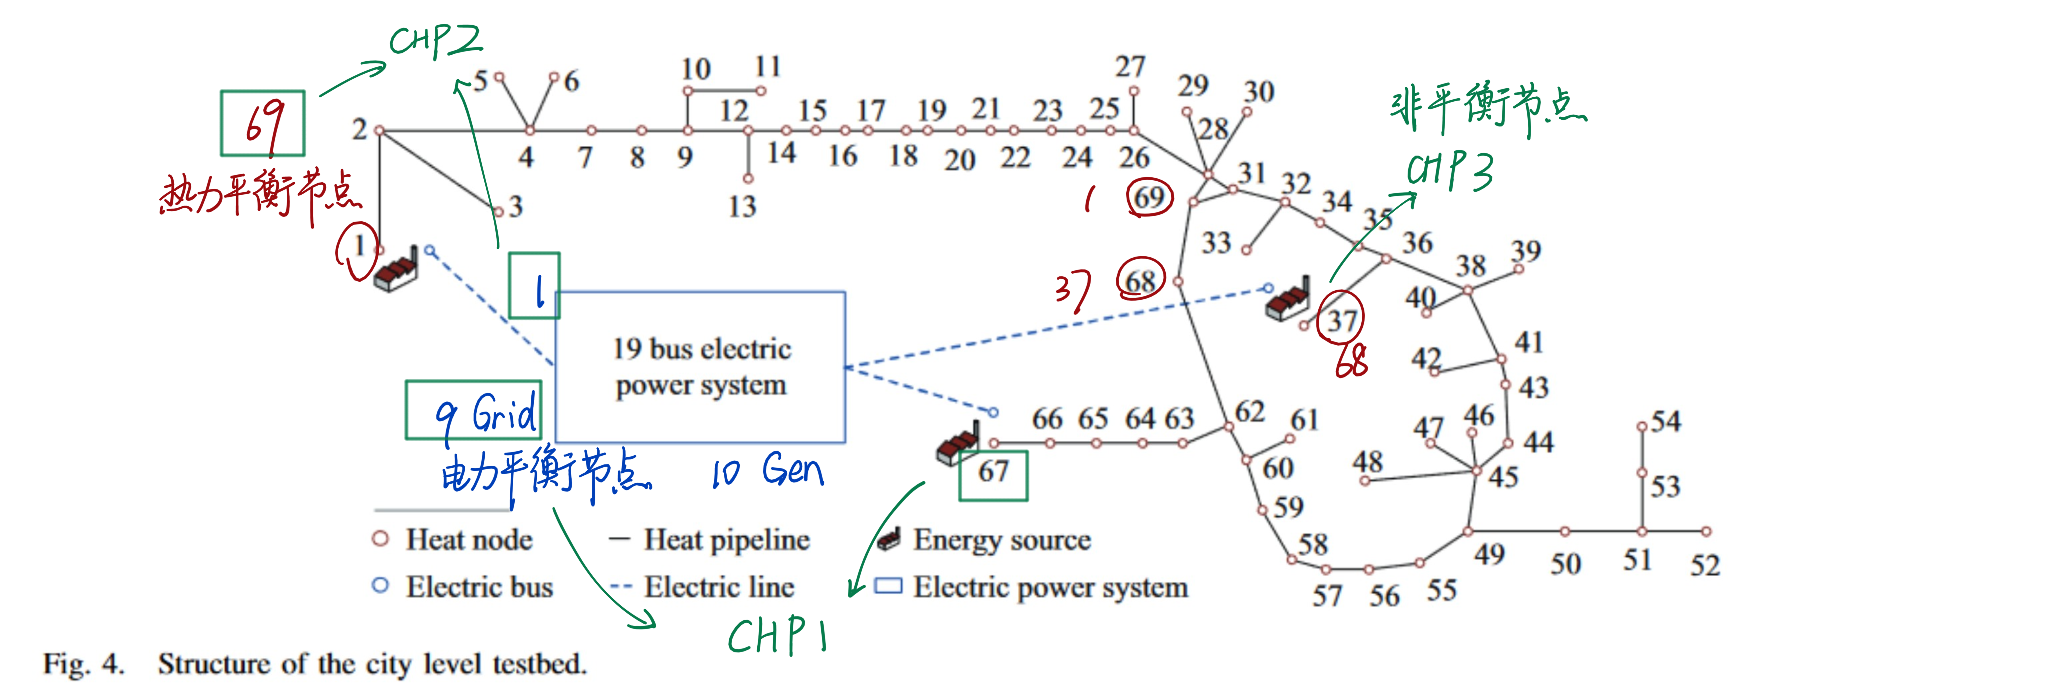 CHP2
27
10 11
29 30
69
5 6
非平衡节点
12 15 17 19 21 23 25
2
28
CHP3
4 7 8 9 14 16 18 20 22 24 26
热力平衡节点
3
13
1 69
31 32 34 35 36
33
38 39
1
1
37 68
40
37
68
19 bus electric
power system
41
42
43
9 Grid
66 65 64 63 62 61
47 46 54
44
电力平衡节点 10 Gen
67
60
48 45
53
59
Heat node Heat pipeline Energy source
58
49 50 51 52
Electric bus Electric line Electric power system
57 56 55
CHP1
Fig. 4. Structure of the city level testbed.